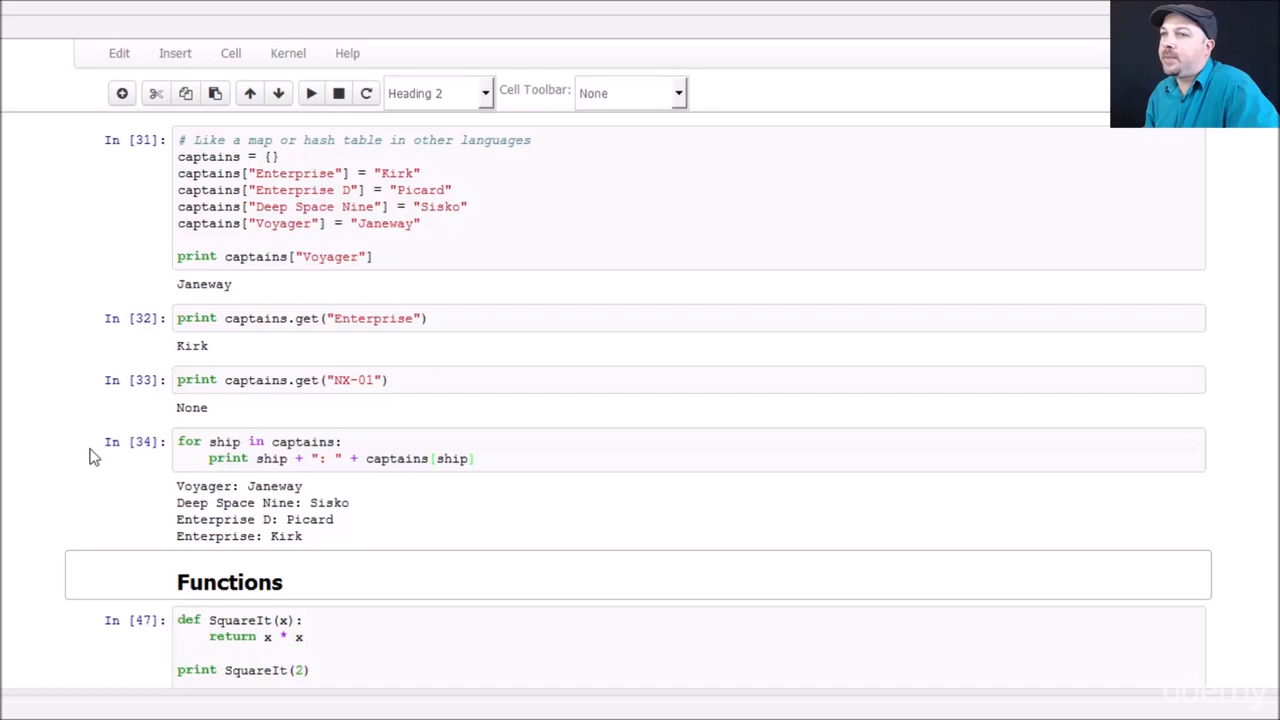 Edit Insert Cell Kernel Help
Heading 2 Cell Toolbar: None
In [31]: # Like a map or hash table in other languages
captains = {}
captains["Enterprise"] = "Kirk"
captains["Enterprise D"] = "Picard"
captains["Deep Space Nine"] = "Sisko"
captains["Voyager"] = "Janeway"
print captains["Voyager"]
Janeway
In [32]: print captains.get("Enterprise")
Kirk
In [33]: print captains.get("NX-01")
None
In [34]: for ship in captains:
print ship + ": " + captains[ship]
Voyager: Janeway
Deep Space Nine: Sisko
Enterprise D: Picard
Enterprise: Kirk
Functions
In [47]: def SquareIt(x):
return x * x
print SquareIt(2)
udemy